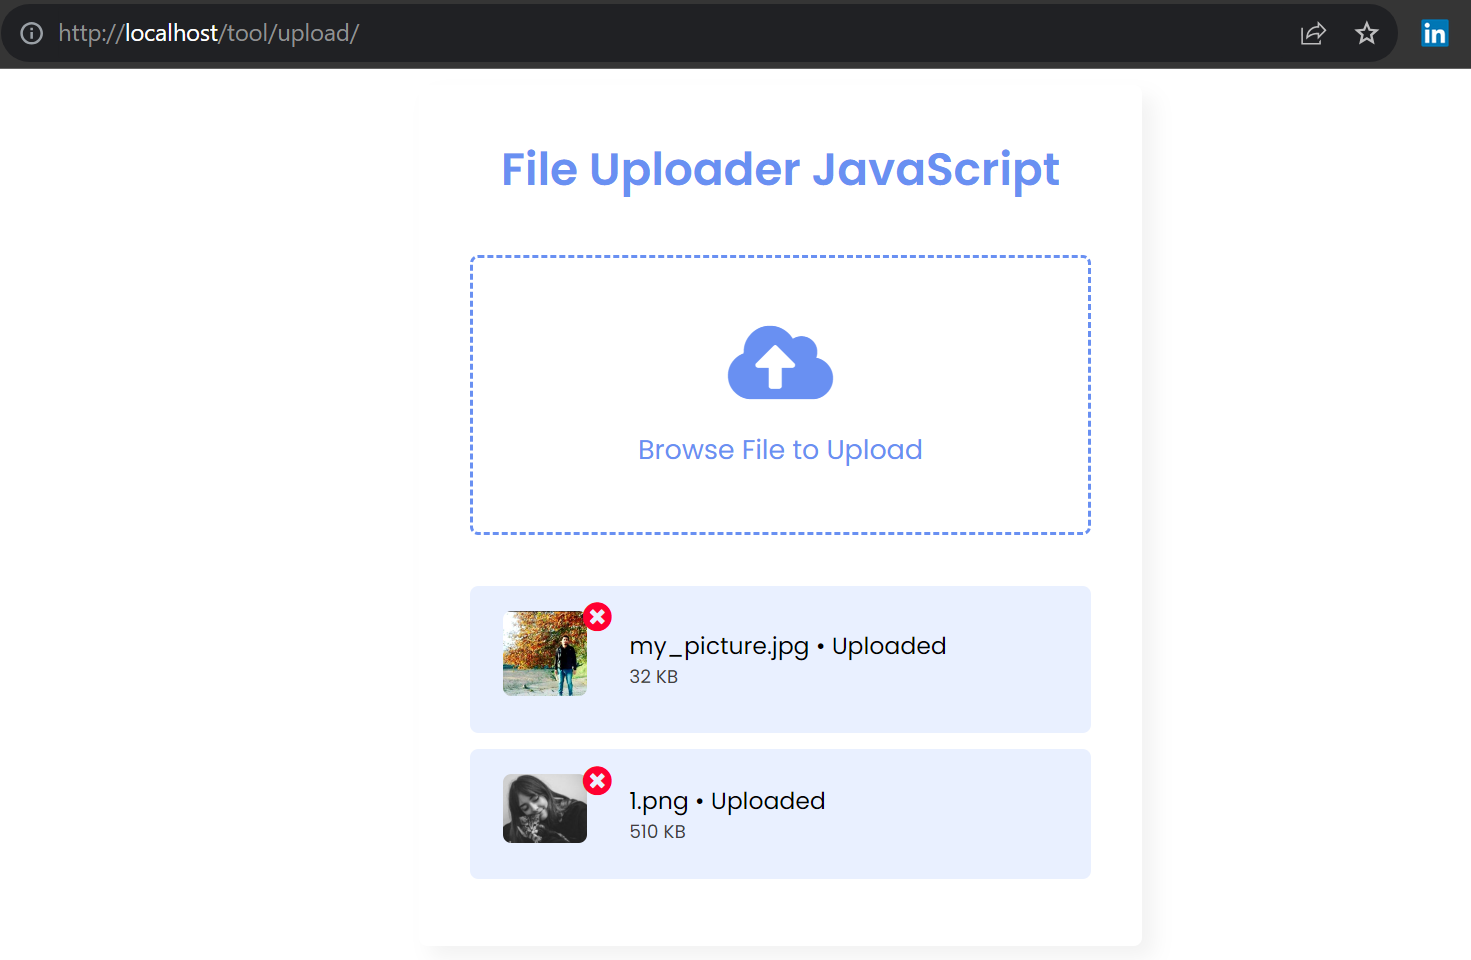 http://localhost/tool/upload/
in
File Uploader JavaScript
Browse File to Upload
my_picture.jpg • Uploaded
32 KB
1.png • Uploaded
510 KB